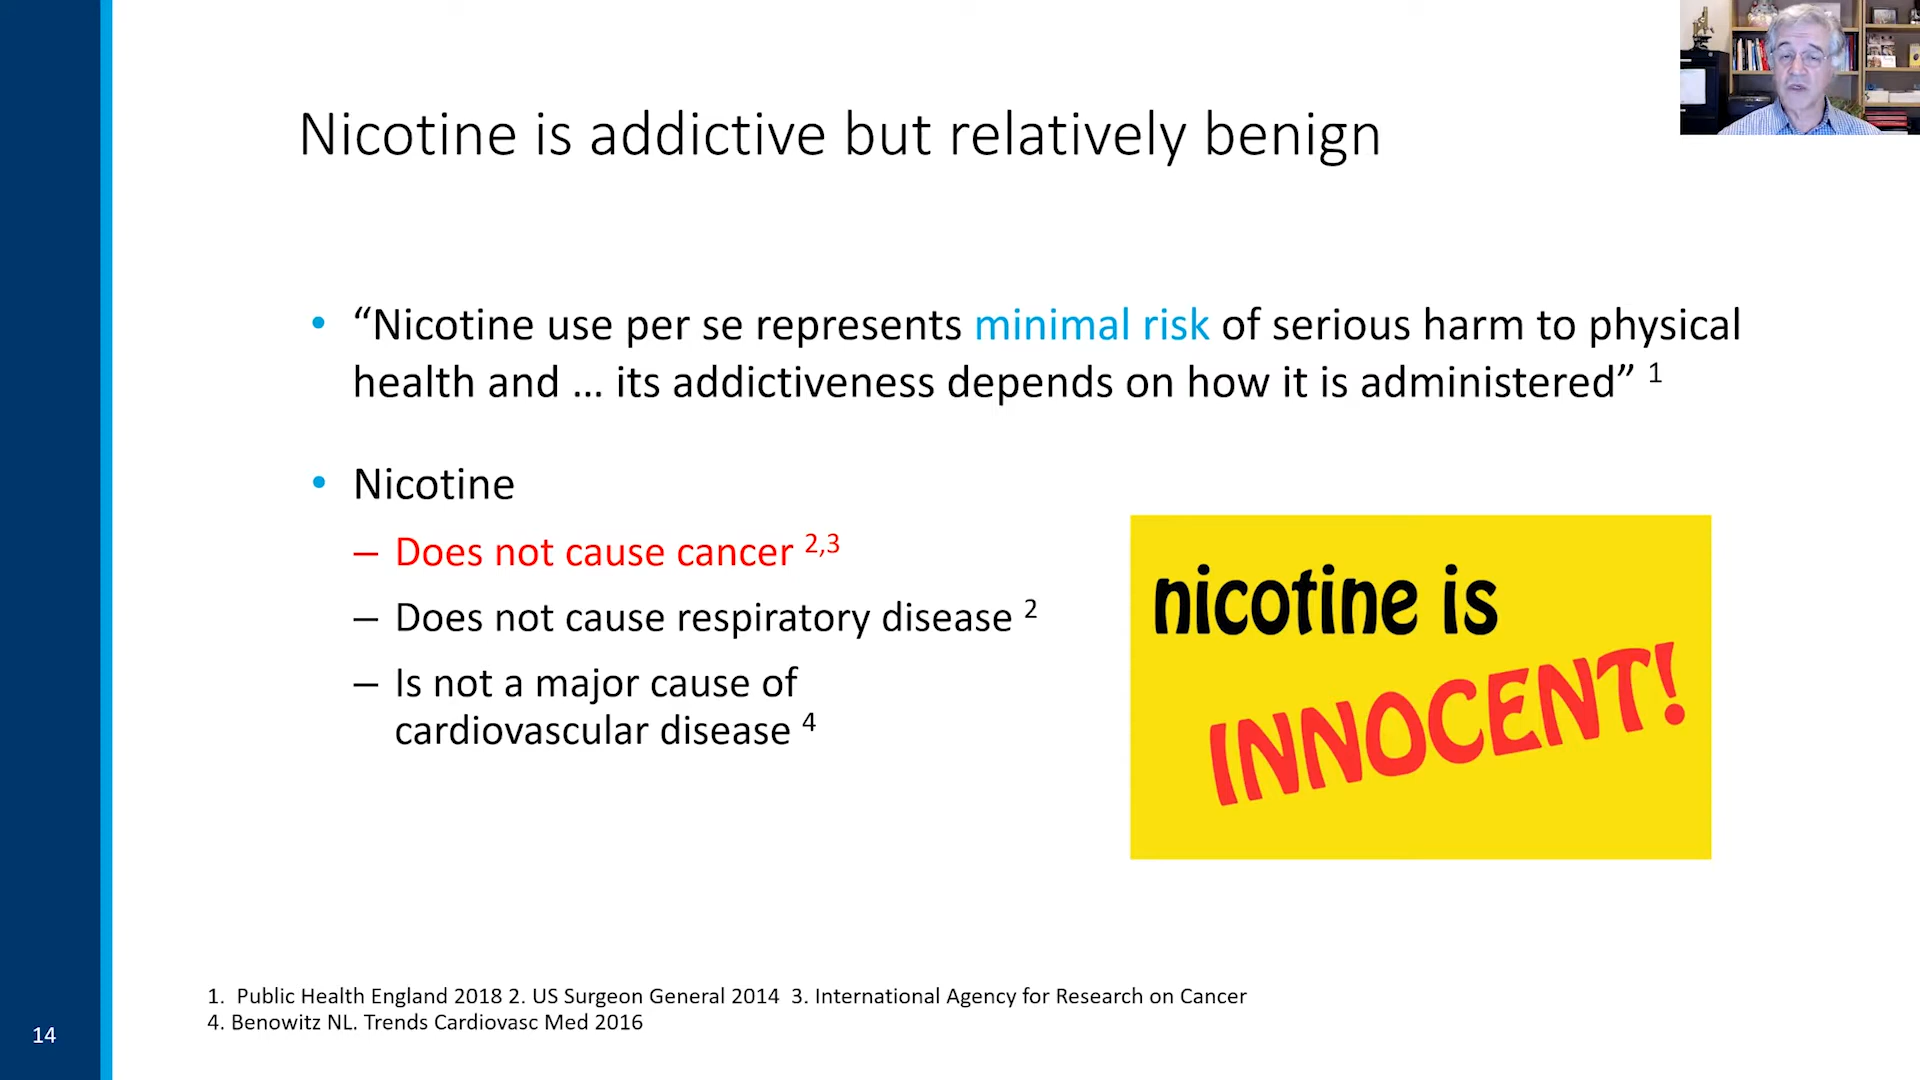 Nicotine is addictive but relatively benign
• “Nicotine use per se represents minimal risk of serious harm to physical
health and … its addictiveness depends on how it is administered” 1
• Nicotine
– Does not cause cancer 2,3
– Does not cause respiratory disease 2
– Is not a major cause of
cardiovascular disease 4
nicotine is
INNOCENT!
1. Public Health England 2018 2. US Surgeon General 2014 3. International Agency for Research on Cancer
4. Benowitz NL. Trends Cardiovasc Med 2016
14